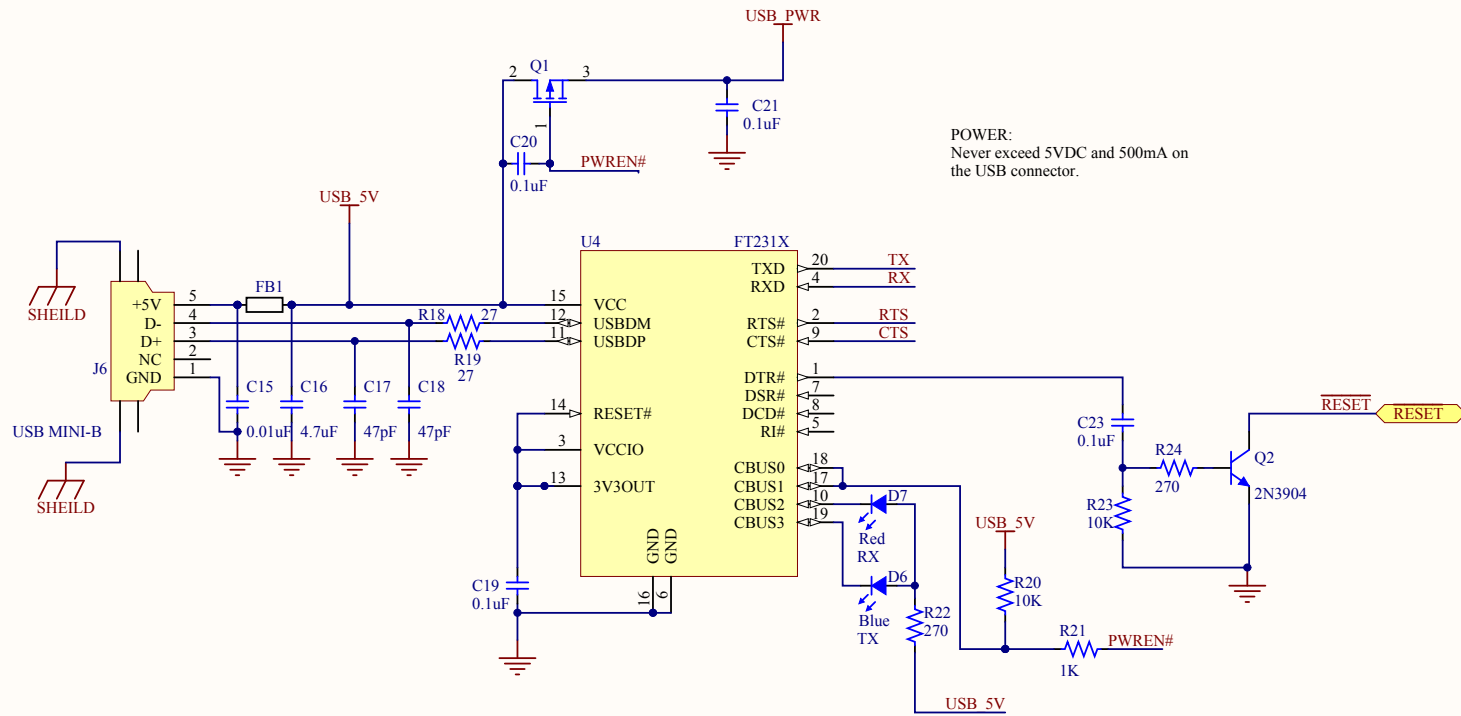 USB_PWR
Q1
2
3
1
C21
0.1uF
C20
0.1uF
PWREN#
POWER:
Never exceed 5VDC and 500mA on
the USB connector.
USB_5V
U4
FT231X
SHEILD
J6
USB MINI-B
+5V
D-
D+
NC
GND
5
4
3
2
1
FB1
R18
27
R19
27
C15
0.01uF
C16
4.7uF
C17
47pF
C18
47pF
SHEILD
15
VCC
12
USBDM
11
USBDP
14
RESET#
3
VCCIO
13
3V3OUT
C19
0.1uF
GND
GND
16
6
TXD
20
TX
RXD
4
RX
RTS#
2
RTS
CTS#
9
CTS
DTR#
1
DSR#
7
DCD#
8
RI#
5
CBUS0
18
CBUS1
17
CBUS2
10
CBUS3
19
D7
Red
RX
D6
Blue
TX
R22
270
USB_5V
USB_5V
R20
10K
R21
1K
PWREN#
C23
0.1uF
R24
270
R23
10K
Q2
2N3904
RESET
RESET